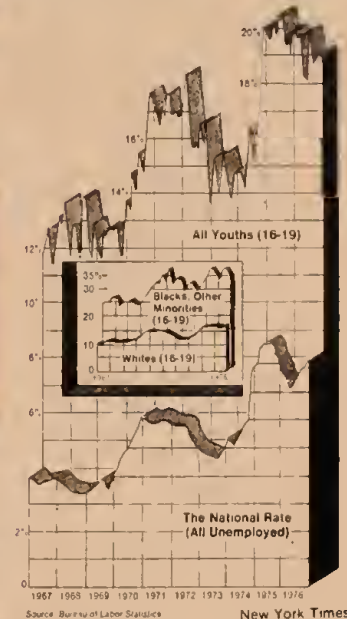 20%
18%
16%
14%
12%
10%
8%
6%
2%
0
All Youths (16-19)
35%
30
20
10
0
Blacks, Other
Minorities
(16-19)
Whites (16-19)
The National Rate
(All Unemployed)
1967 1968 1969 1970 1971 1972 1973 1974 1975 1976
Source: Bureau of Labor Statistics
New York Times